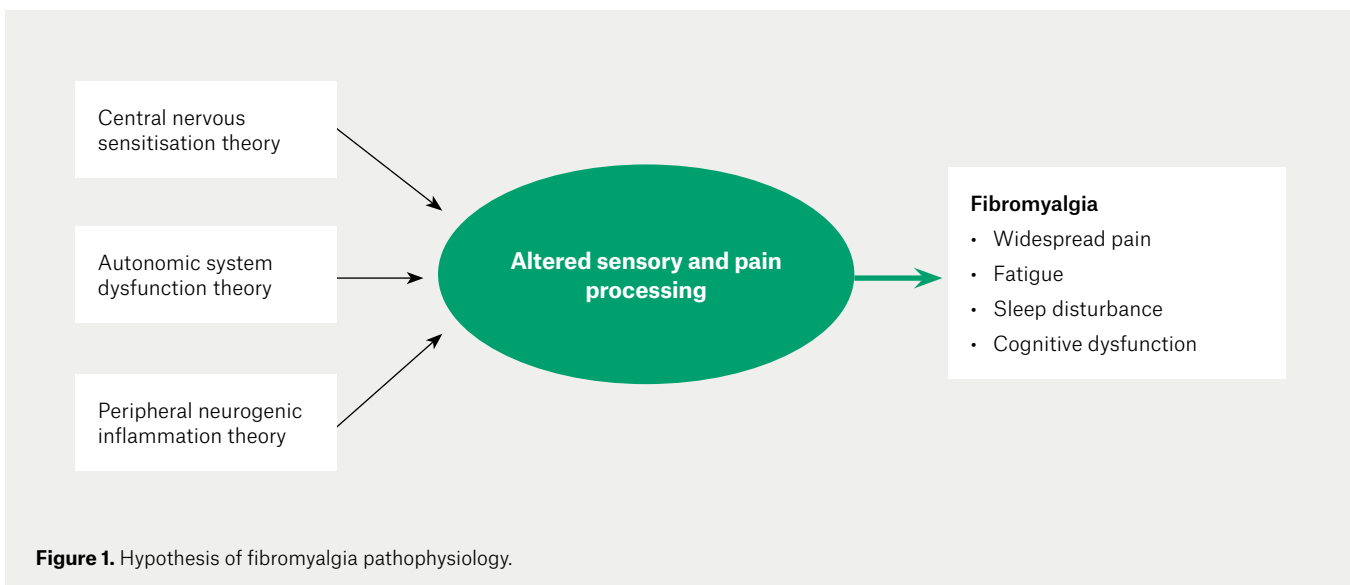 Central nervous
sensitisation theory
Autonomic system
dysfunction theory
Peripheral neurogenic
inflammation theory
Altered sensory and pain
processing
Fibromyalgia
• Widespread pain
• Fatigue
• Sleep disturbance
• Cognitive dysfunction
Figure 1. Hypothesis of fibromyalgia pathophysiology.